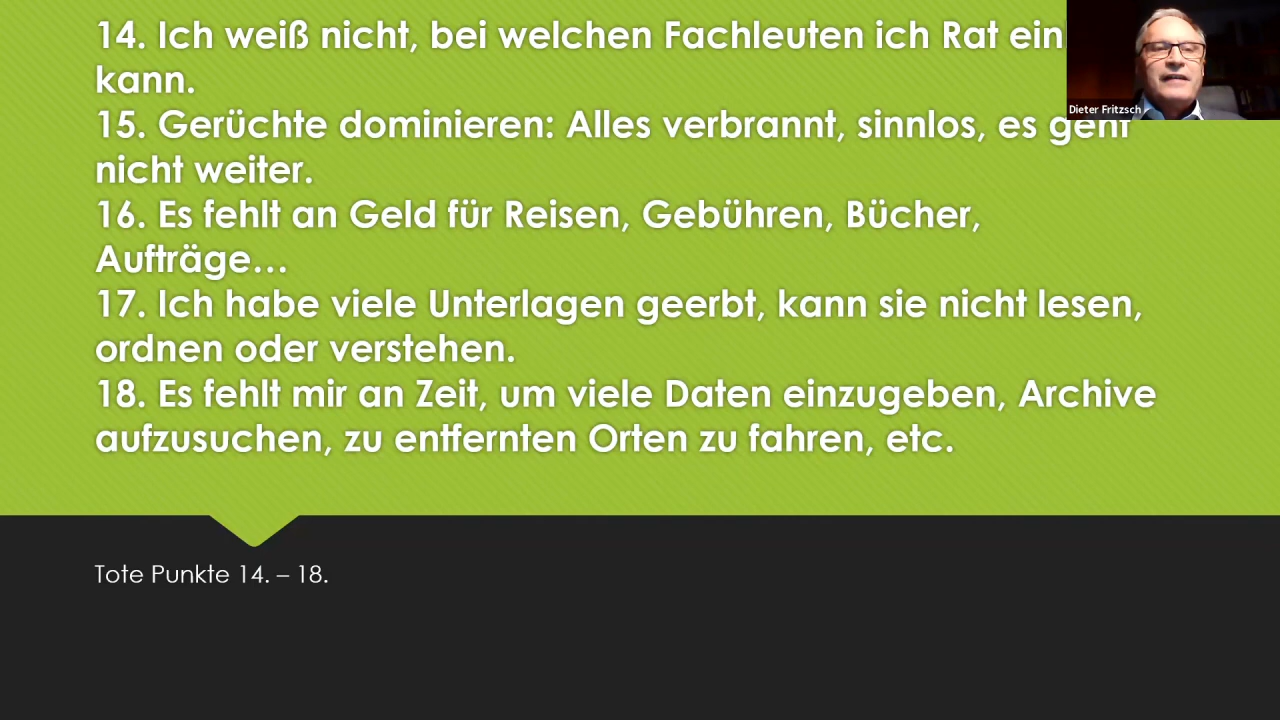 14. Ich weiß nicht, bei welchen Fachleuten ich Rat ein
kann.
15. Gerüchte dominieren: Alles verbrannt, sinnlos, es geht
nicht weiter.
16. Es fehlt an Geld für Reisen, Gebühren, Bücher,
Aufträge…
17. Ich habe viele Unterlagen geerbt, kann sie nicht lesen,
ordnen oder verstehen.
18. Es fehlt mir an Zeit, um viele Daten einzugeben, Archive
aufzusuchen, zu entfernten Orten zu fahren, etc.
Tote Punkte 14. – 18.
Dieter Fritzsch